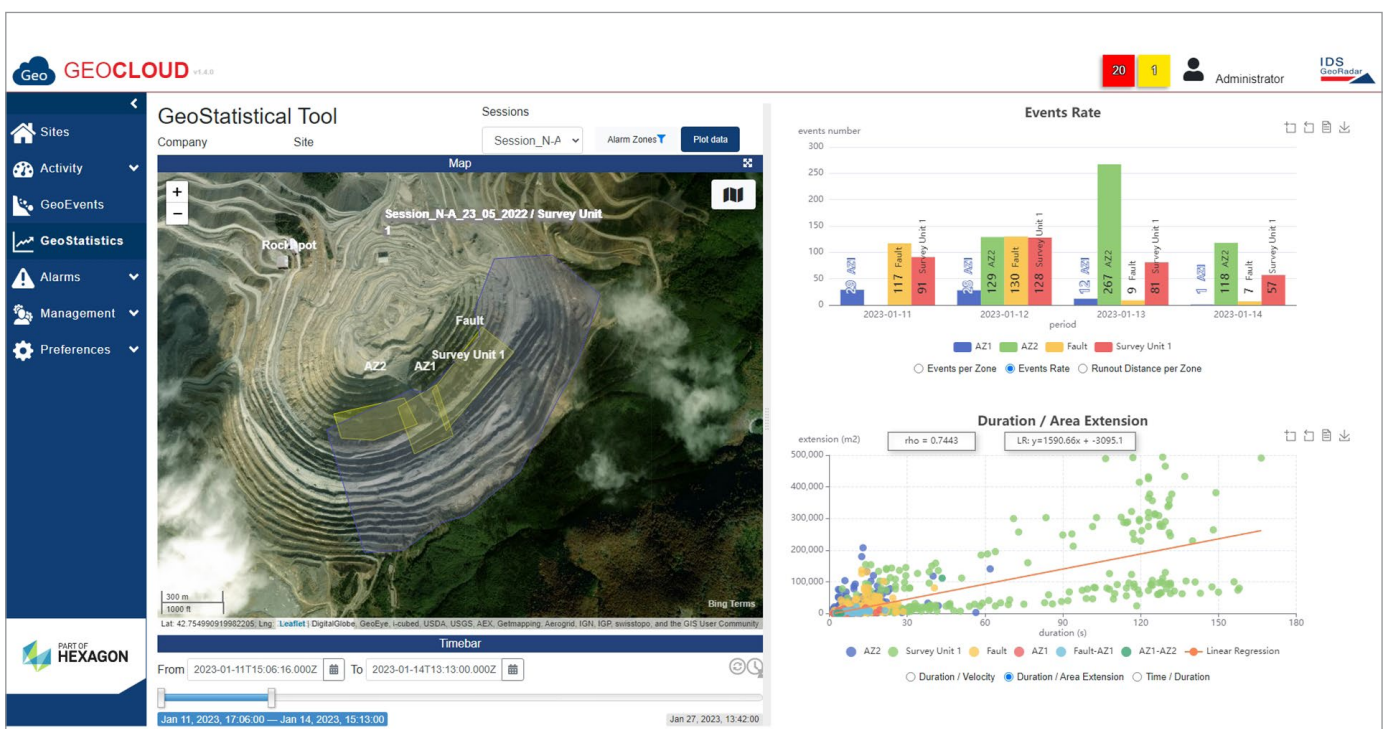 Geo GEOCLOUD v1.4.0
20 1 Administrator
IDS
GeoRadar
Sites
Activity
GeoEvents
GeoStatistics
Alarms
Management
Preferences
PART OF
HEXAGON
GeoStatistical Tool
Sessions
Company Site
Session_N-A
Alarm Zones
Plot data
Map
+
−
Session_N-A_23_05_2022 / Survey Unit
1
Fault
Survey Unit 1
AZ2 AZ1
300 m
1000 ft
Bing Terms
Lat: 42.754990919982205; Lng: Leaflet | DigitalGlobe, GeoEye, i-cubed, USDA, USGS, AEX, Getmapping, Aerogrid, IGN, IGP, swisstopo, and the GIS User Community
Timebar
From 2023-01-11T15:06:16.000Z To 2023-01-14T13:13:00.000Z
Jan 11, 2023, 17:06:00 — Jan 14, 2023, 15:13:00
Jan 27, 2023, 13:42:00
Events Rate
events number
300
250
200
150
100
50
0
29 AZ1
117 Fault
91 Survey Unit 1
28 AZ1
129 AZ2
130 Fault
128 Survey Unit 1
12 AZ1
267 AZ2
9 Fault
81 Survey Unit 1
1 AZ1
118 AZ2
7 Fault
57 Survey Unit 1
2023-01-11 2023-01-12 2023-01-13 2023-01-14
period
AZ1 AZ2 Fault Survey Unit 1
Events per Zone Events Rate Runout Distance per Zone
Duration / Area Extension
extension (m2)
rho = 0.7443
LR: y=1590.66x + -3095.1
500,000
400,000
300,000
200,000
100,000
0
0 30 60 90 120 150 180
duration (s)
AZ2 Survey Unit 1 Fault AZ1 Fault-AZ1 AZ1-AZ2 Linear Regression
Duration / Velocity Duration / Area Extension Time / Duration